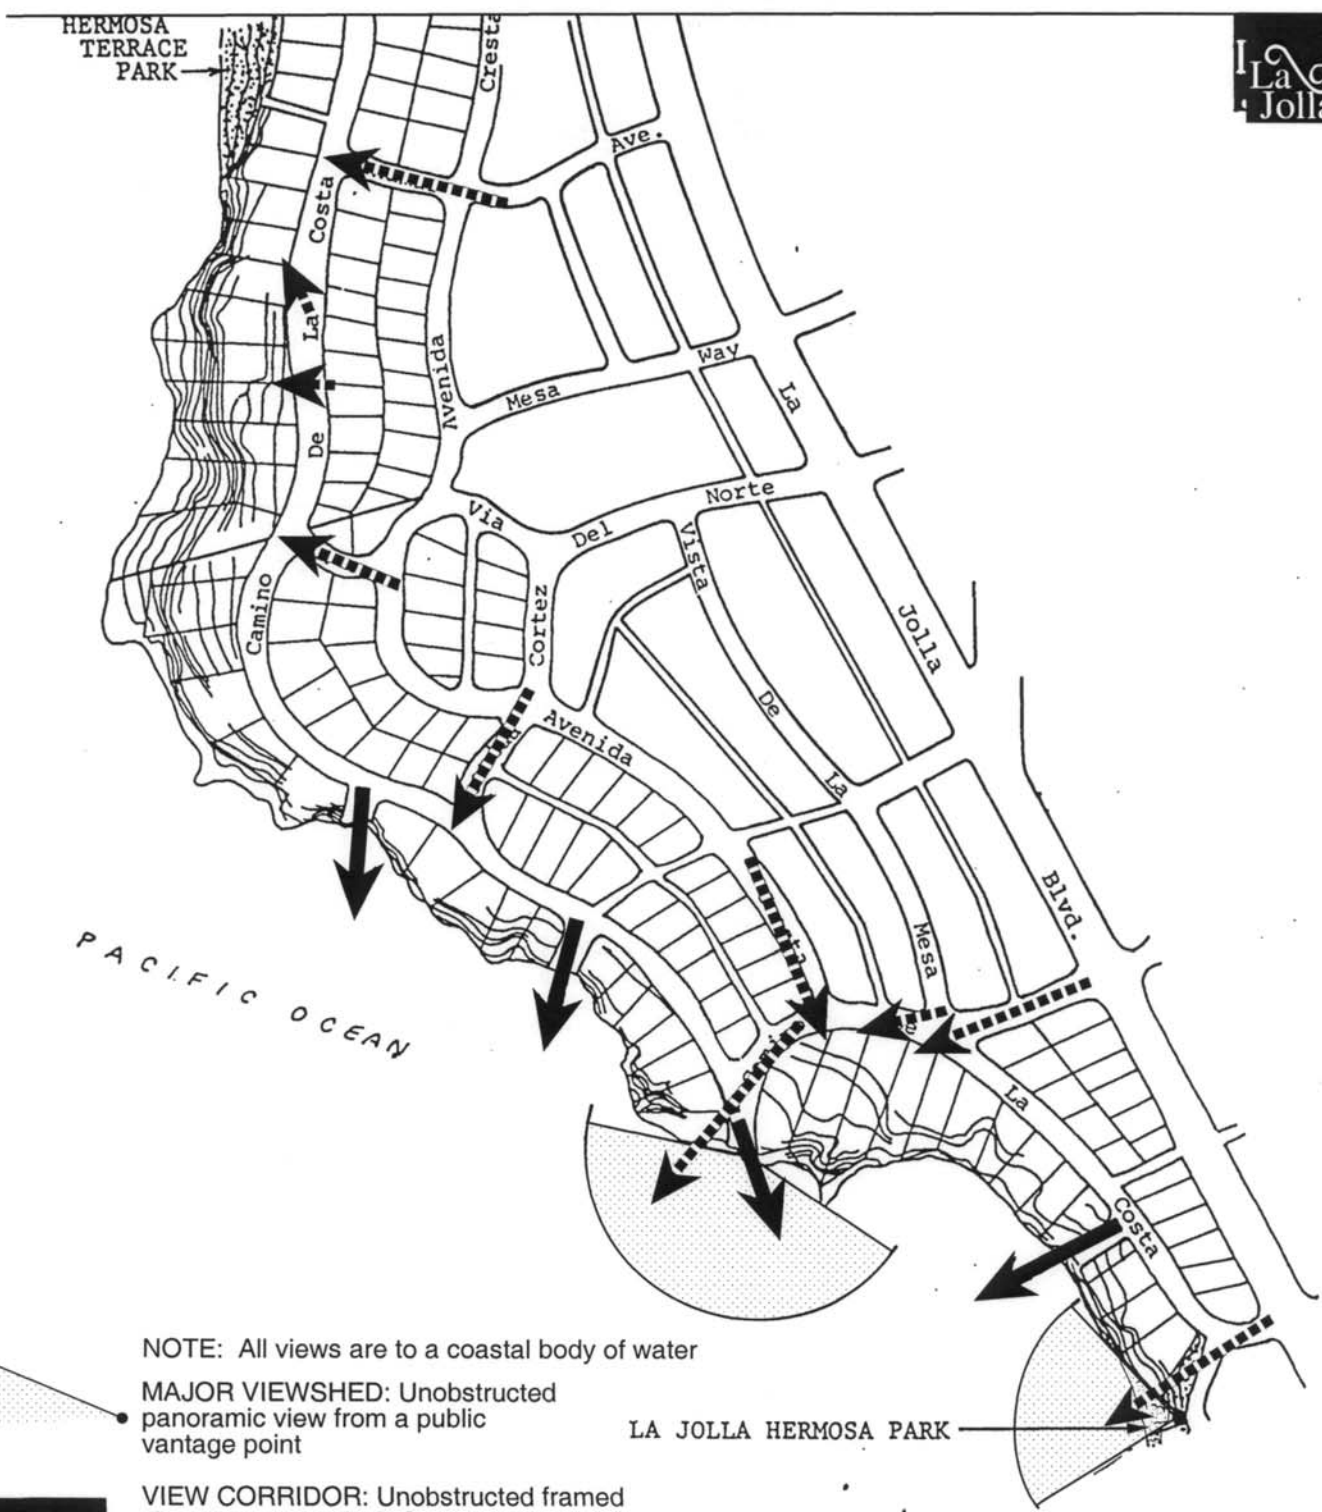 HERMOSA
TERRACE
PARK
La
Jolla
Cresta
Ave.
Costa
La
De
Camino
Avenida
Mesa
Way
La
Jolla
Blvd.
Via
Del
Norte
Cortez
Vista
De
La
Mesa
Avenida
La
Costa
PACIFIC OCEAN
NOTE: All views are to a coastal body of water
MAJOR VIEWSHED: Unobstructed
panoramic view from a public
vantage point
LA JOLLA HERMOSA PARK
VIEW CORRIDOR: Unobstructed framed